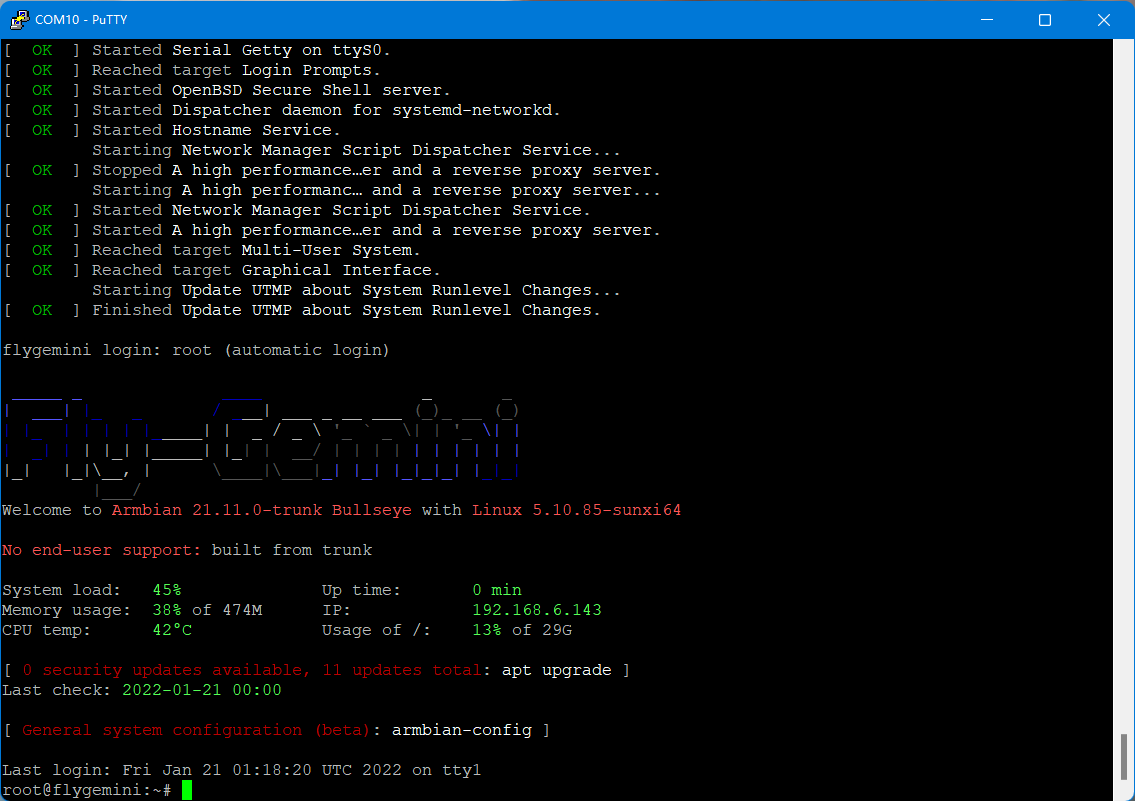 COM10 - PuTTY
[  OK  ] Started Serial Getty on ttyS0.
[  OK  ] Reached target Login Prompts.
[  OK  ] Started OpenBSD Secure Shell server.
[  OK  ] Started Dispatcher daemon for systemd-networkd.
[  OK  ] Started Hostname Service.
         Starting Network Manager Script Dispatcher Service...
[  OK  ] Stopped A high performance…er and a reverse proxy server.
         Starting A high performanc… and a reverse proxy server...
[  OK  ] Started Network Manager Script Dispatcher Service.
[  OK  ] Started A high performance…er and a reverse proxy server.
[  OK  ] Reached target Multi-User System.
[  OK  ] Reached target Graphical Interface.
         Starting Update UTMP about System Runlevel Changes...
[  OK  ] Finished Update UTMP about System Runlevel Changes.
flygemini login: root (automatic login)
Fly-Gemini
Welcome to Armbian 21.11.0-trunk Bullseye with Linux 5.10.85-sunxi64
No end-user support: built from trunk
System load:   45%              Up time:       0 min
Memory usage:  38% of 474M      IP:            192.168.6.143
CPU temp:      42°C             Usage of /:    13% of 29G
[ 0 security updates available, 11 updates total: apt upgrade ]
Last check: 2022-01-21 00:00
[ General system configuration (beta): armbian-config ]
Last login: Fri Jan 21 01:18:20 UTC 2022 on tty1
root@flygemini:~#